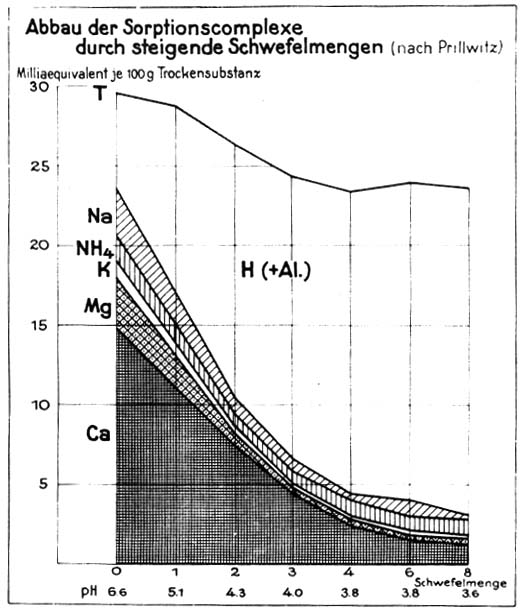 Abbau der Sorptionscomplexe
durch steigende Schwefelmengen (nach Prillwitz)
Milliaequivalent je 100 g Trockensubstanz
30
T
25
Na
20
NH4
K
H (+Al.)
Mg
15
10
Ca
5
0 1 2 3 4 6 8
Schwefelmenge
pH 6.6 5.1 4.3 4.0 3.8 3.8 3.6